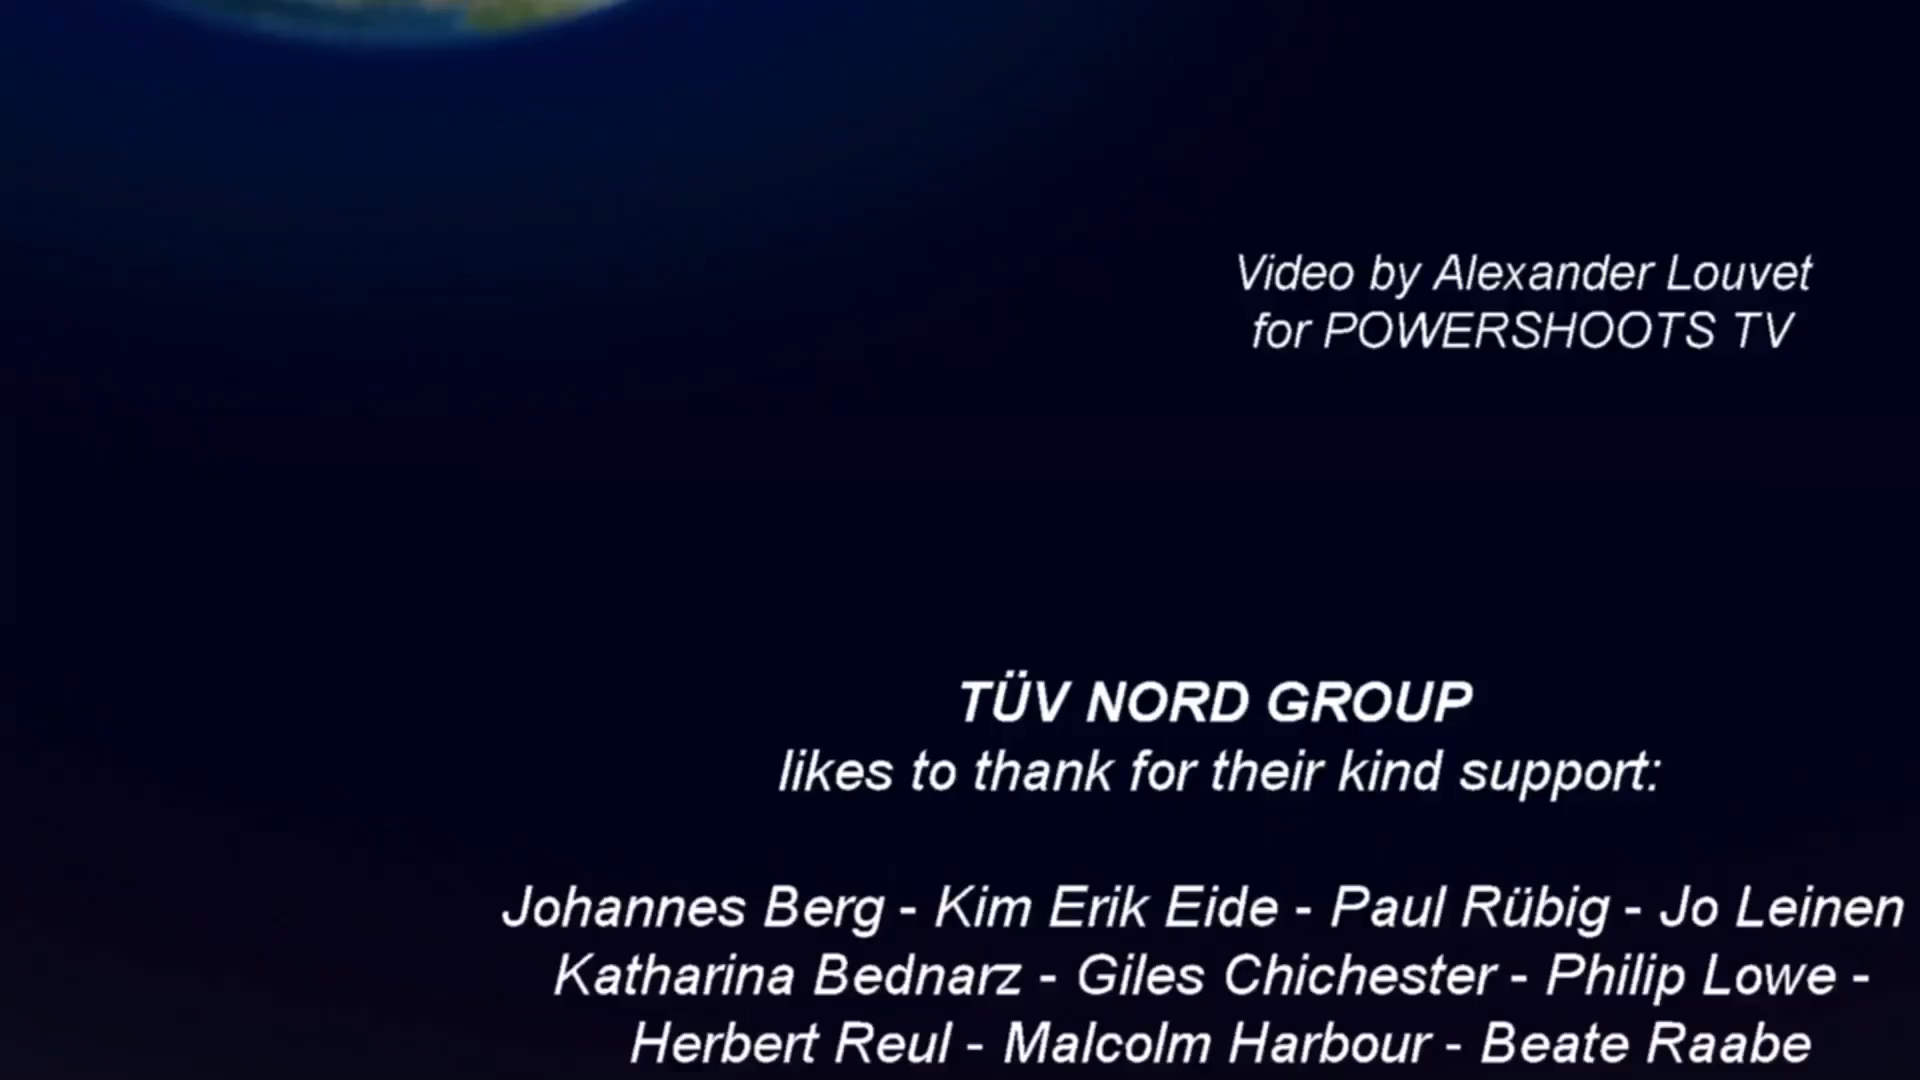 Video by Alexander Louvet
for POWERSHOOTS TV
TÜV NORD GROUP
likes to thank for their kind support:
Johannes Berg - Kim Erik Eide - Paul Rübig - Jo Leinen
Katharina Bednarz - Giles Chichester - Philip Lowe -
Herbert Reul - Malcolm Harbour - Beate Raabe